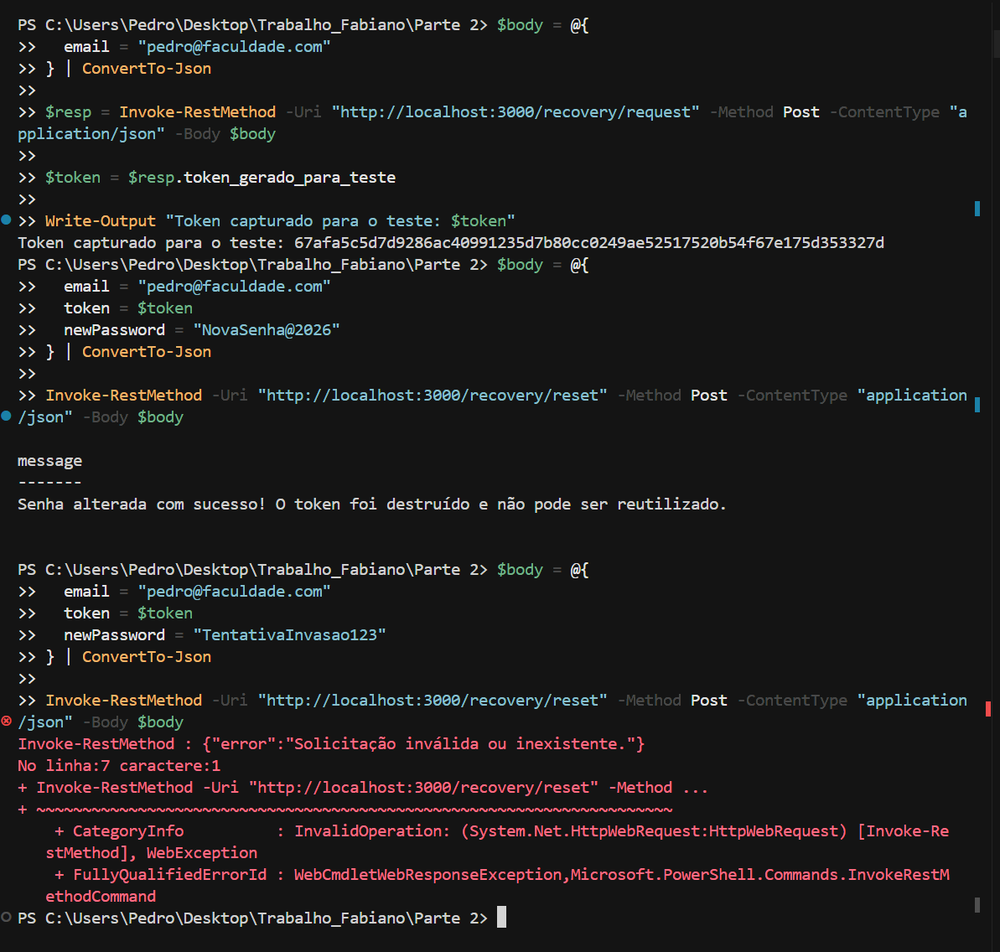 PS C:\Users\Pedro\Desktop\Trabalho_Fabiano\Parte 2> $body = @{
>>   email = "pedro@faculdade.com"
>> } | ConvertTo-Json
>>
>> $resp = Invoke-RestMethod -Uri "http://localhost:3000/recovery/request" -Method Post -ContentType "a
pplication/json" -Body $body
>>
>> $token = $resp.token_gerado_para_teste
>>
>> Write-Output "Token capturado para o teste: $token"
Token capturado para o teste: 67afa5c5d7d9286ac40991235d7b80cc0249ae52517520b54f67e175d353327d
PS C:\Users\Pedro\Desktop\Trabalho_Fabiano\Parte 2> $body = @{
>>   email = "pedro@faculdade.com"
>>   token = $token
>>   newPassword = "NovaSenha@2026"
>> } | ConvertTo-Json
>>
>> Invoke-RestMethod -Uri "http://localhost:3000/recovery/reset" -Method Post -ContentType "application
/json" -Body $body

message
-------
Senha alterada com sucesso! O token foi destruído e não pode ser reutilizado.

PS C:\Users\Pedro\Desktop\Trabalho_Fabiano\Parte 2> $body = @{
>>   email = "pedro@faculdade.com"
>>   token = $token
>>   newPassword = "TentativaInvasao123"
>> } | ConvertTo-Json
>>
>> Invoke-RestMethod -Uri "http://localhost:3000/recovery/reset" -Method Post -ContentType "application
/json" -Body $body
Invoke-RestMethod : {"error":"Solicitação inválida ou inexistente."}
No linha:7 caractere:1
+ Invoke-RestMethod -Uri "http://localhost:3000/recovery/reset" -Method ...
+ ~~~~~~~~~~~~~~~~~~~~~~~~~~~~~~~~~~~~~~~~~~~~~~~~~~~~~~~~~~~~~~~~~~~~~
    + CategoryInfo          : InvalidOperation: (System.Net.HttpWebRequest:HttpWebRequest) [Invoke-Re
   stMethod], WebException
    + FullyQualifiedErrorId : WebCmdletWebResponseException,Microsoft.PowerShell.Commands.InvokeRestM
   ethodCommand
PS C:\Users\Pedro\Desktop\Trabalho_Fabiano\Parte 2>